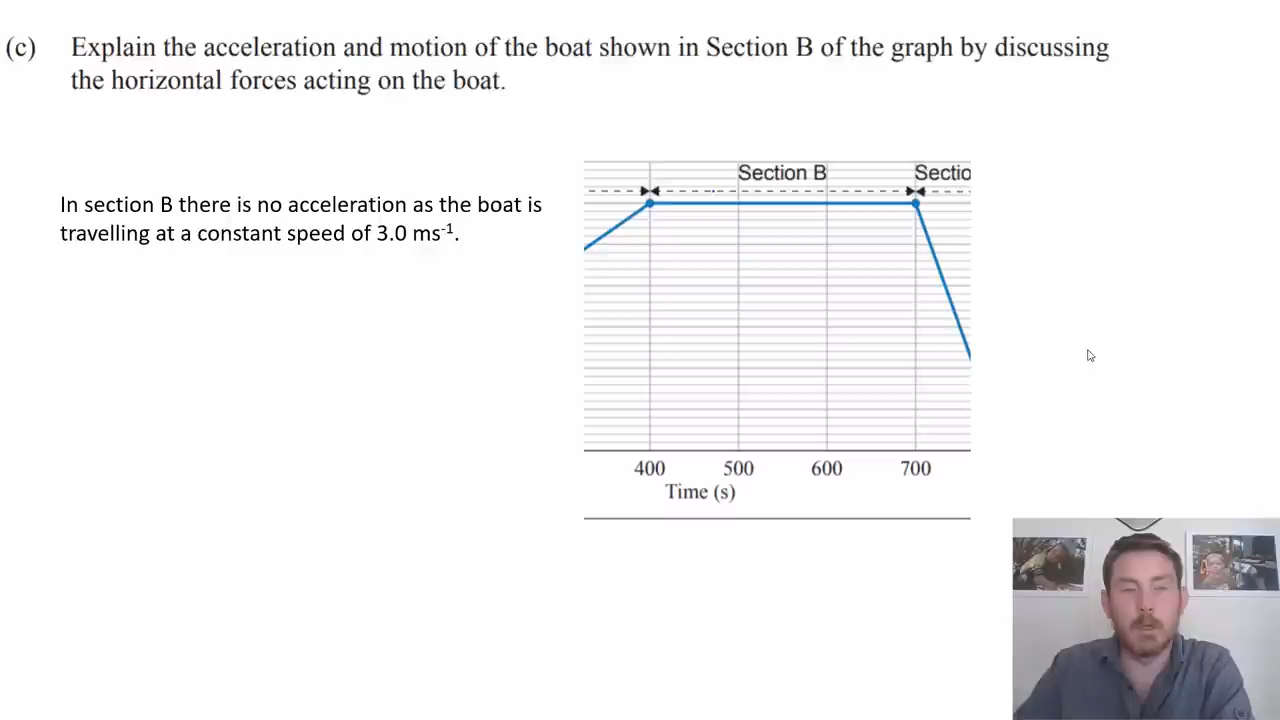 (c) Explain the acceleration and motion of the boat shown in Section B of the graph by discussing
the horizontal forces acting on the boat.
In section B there is no acceleration as the boat is
travelling at a constant speed of 3.0 ms⁻¹.
Section B Sectio
400 500 600 700
Time (s)